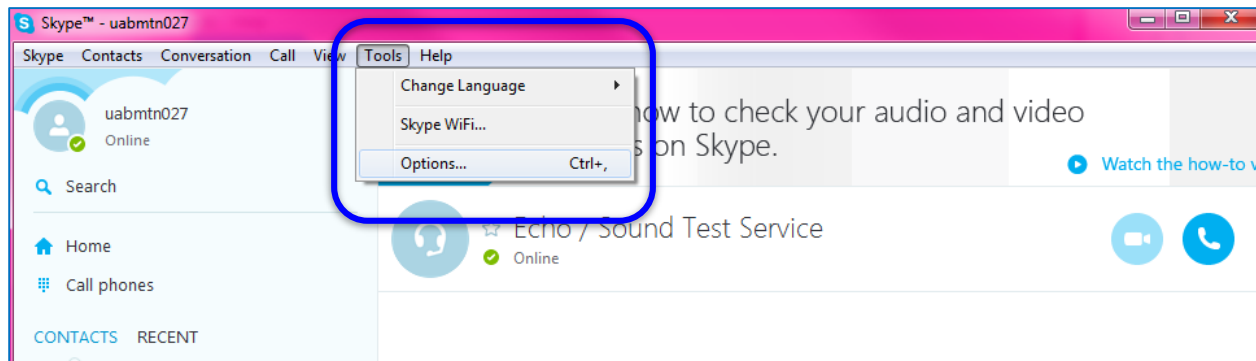 Skype™ - uabmtn027
Skype Contacts Conversation Call View Tools Help
Change Language
Skype WiFi...
Options... Ctrl+,
uabmtn027
Online
Search
Home
Call phones
CONTACTS RECENT
how to check your audio and video
on Skype.
Watch the how-to
Echo / Sound Test Service
Online